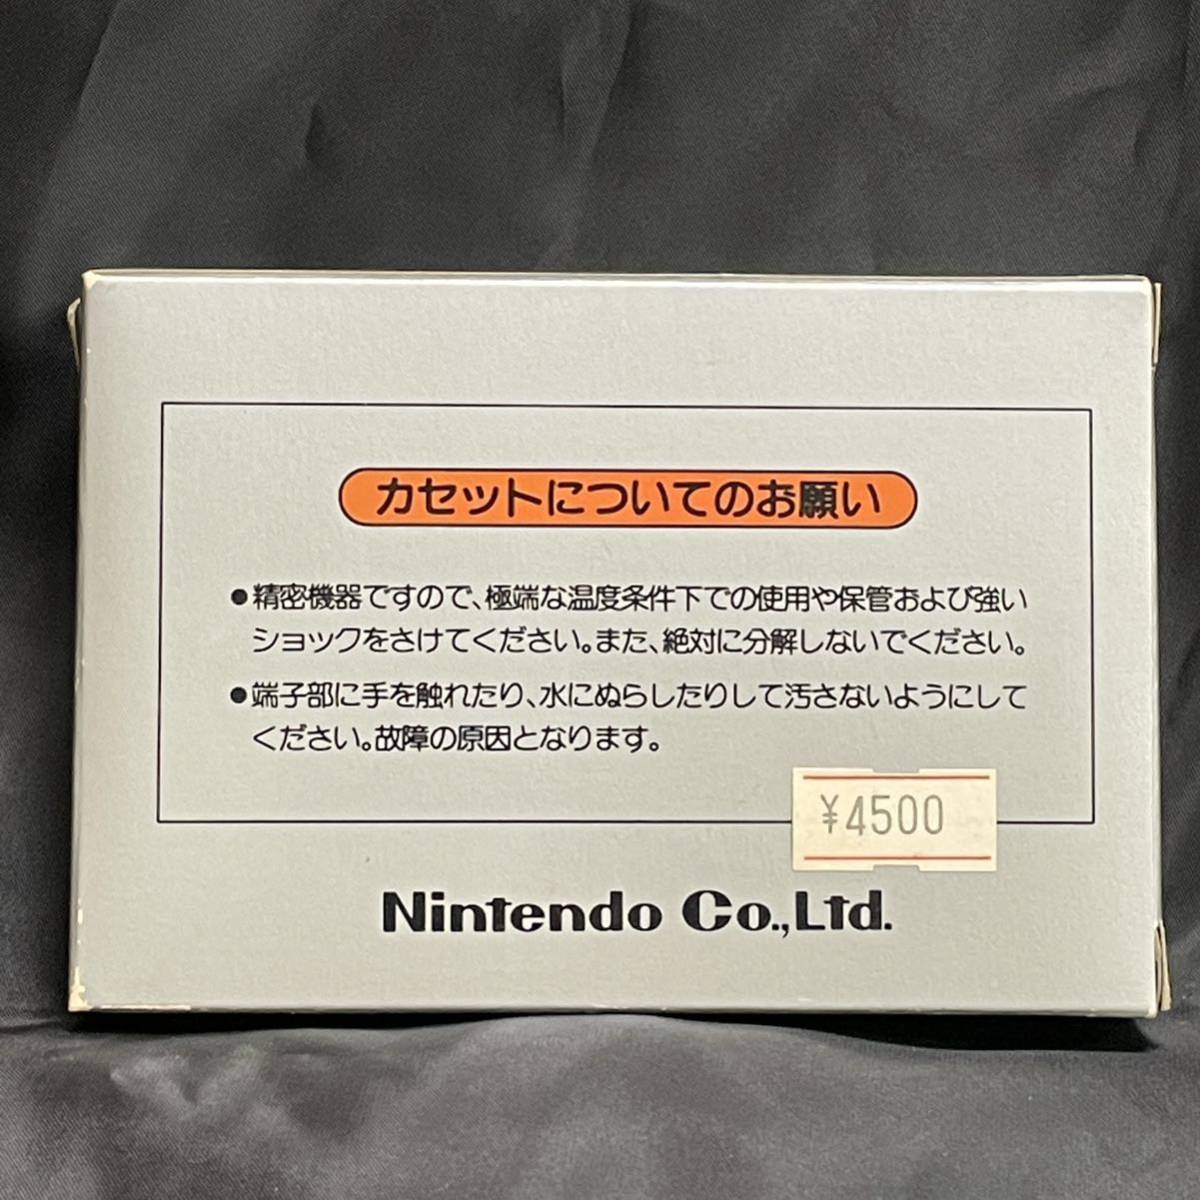 カセットについてのお願い
●精密機器ですので、極端な温度条件下での使用や保管および強い
ショックをさけてください。また、絶対に分解しないでください。
●端子部に手を触れたり、水にぬらしたりして汚さないようにして
ください。故障の原因となります。
¥4500
Nintendo Co.,Ltd.